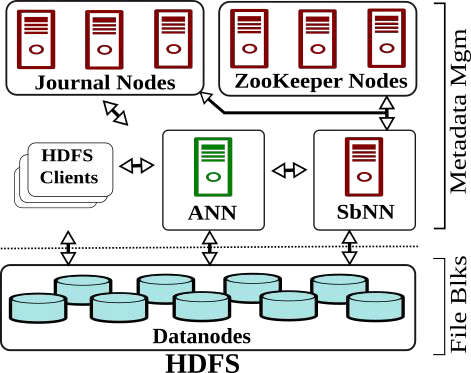 Journal Nodes
ZooKeeper Nodes
HDFS
Clients
ANN
SbNN
Metadata Mgm
Datanodes
File Blks
HDFS